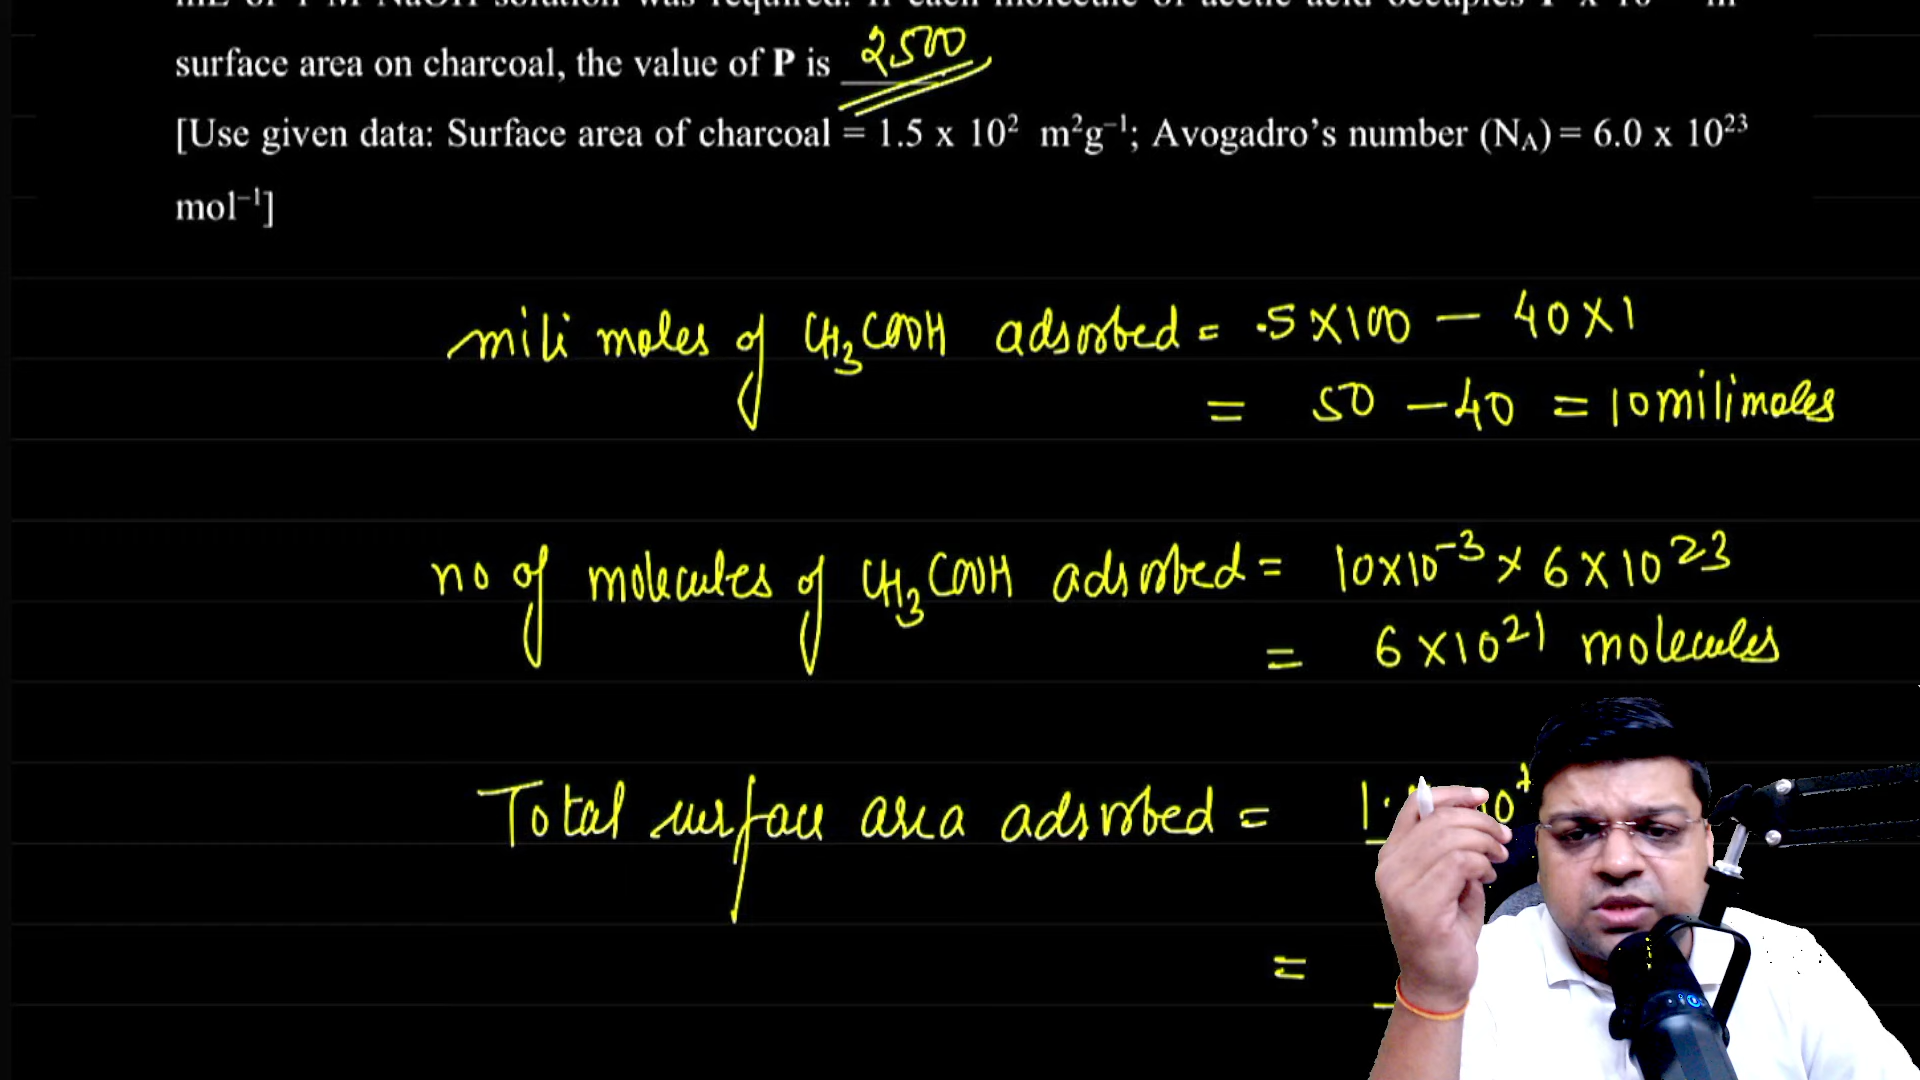 surface area on charcoal, the value of P is 2500
[Use given data: Surface area of charcoal = 1.5 x 10² m²g⁻¹; Avogadro's number (N_A) = 6.0 x 10²³
mol⁻¹]
mili moles of CH₃COOH adsorbed = .5 X 100 - 40 X 1
= 50 - 40 = 10 milimoles
no of molecules of CH₃COOH adsorbed = 10 x 10⁻³ x 6 X 10²³
= 6 x 10²¹ molecules
Total surface area adsorbed =
=